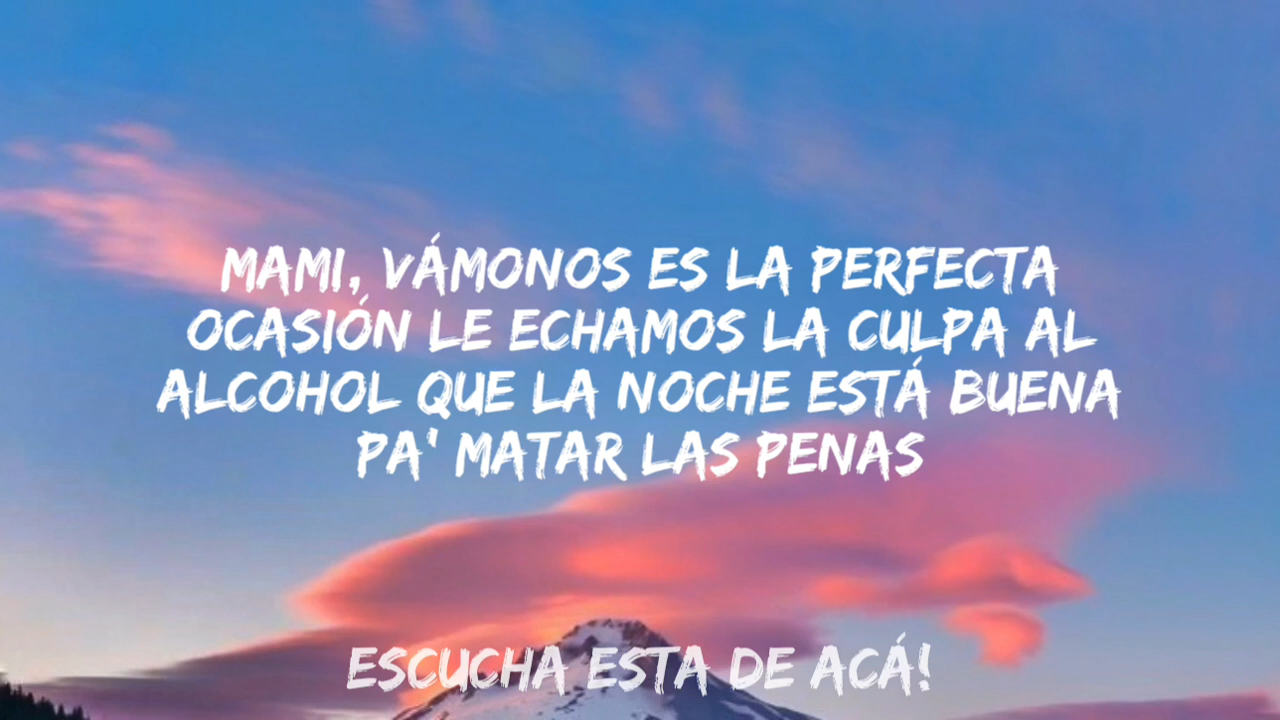 MAMI, VÁMONOS ES LA PERFECTA
OCASIÓN LE ECHAMOS LA CULPA AL
ALCOHOL QUE LA NOCHE ESTÁ BUENA
PA' MATAR LAS PENAS
ESCUCHA ESTA DE ACÁ!